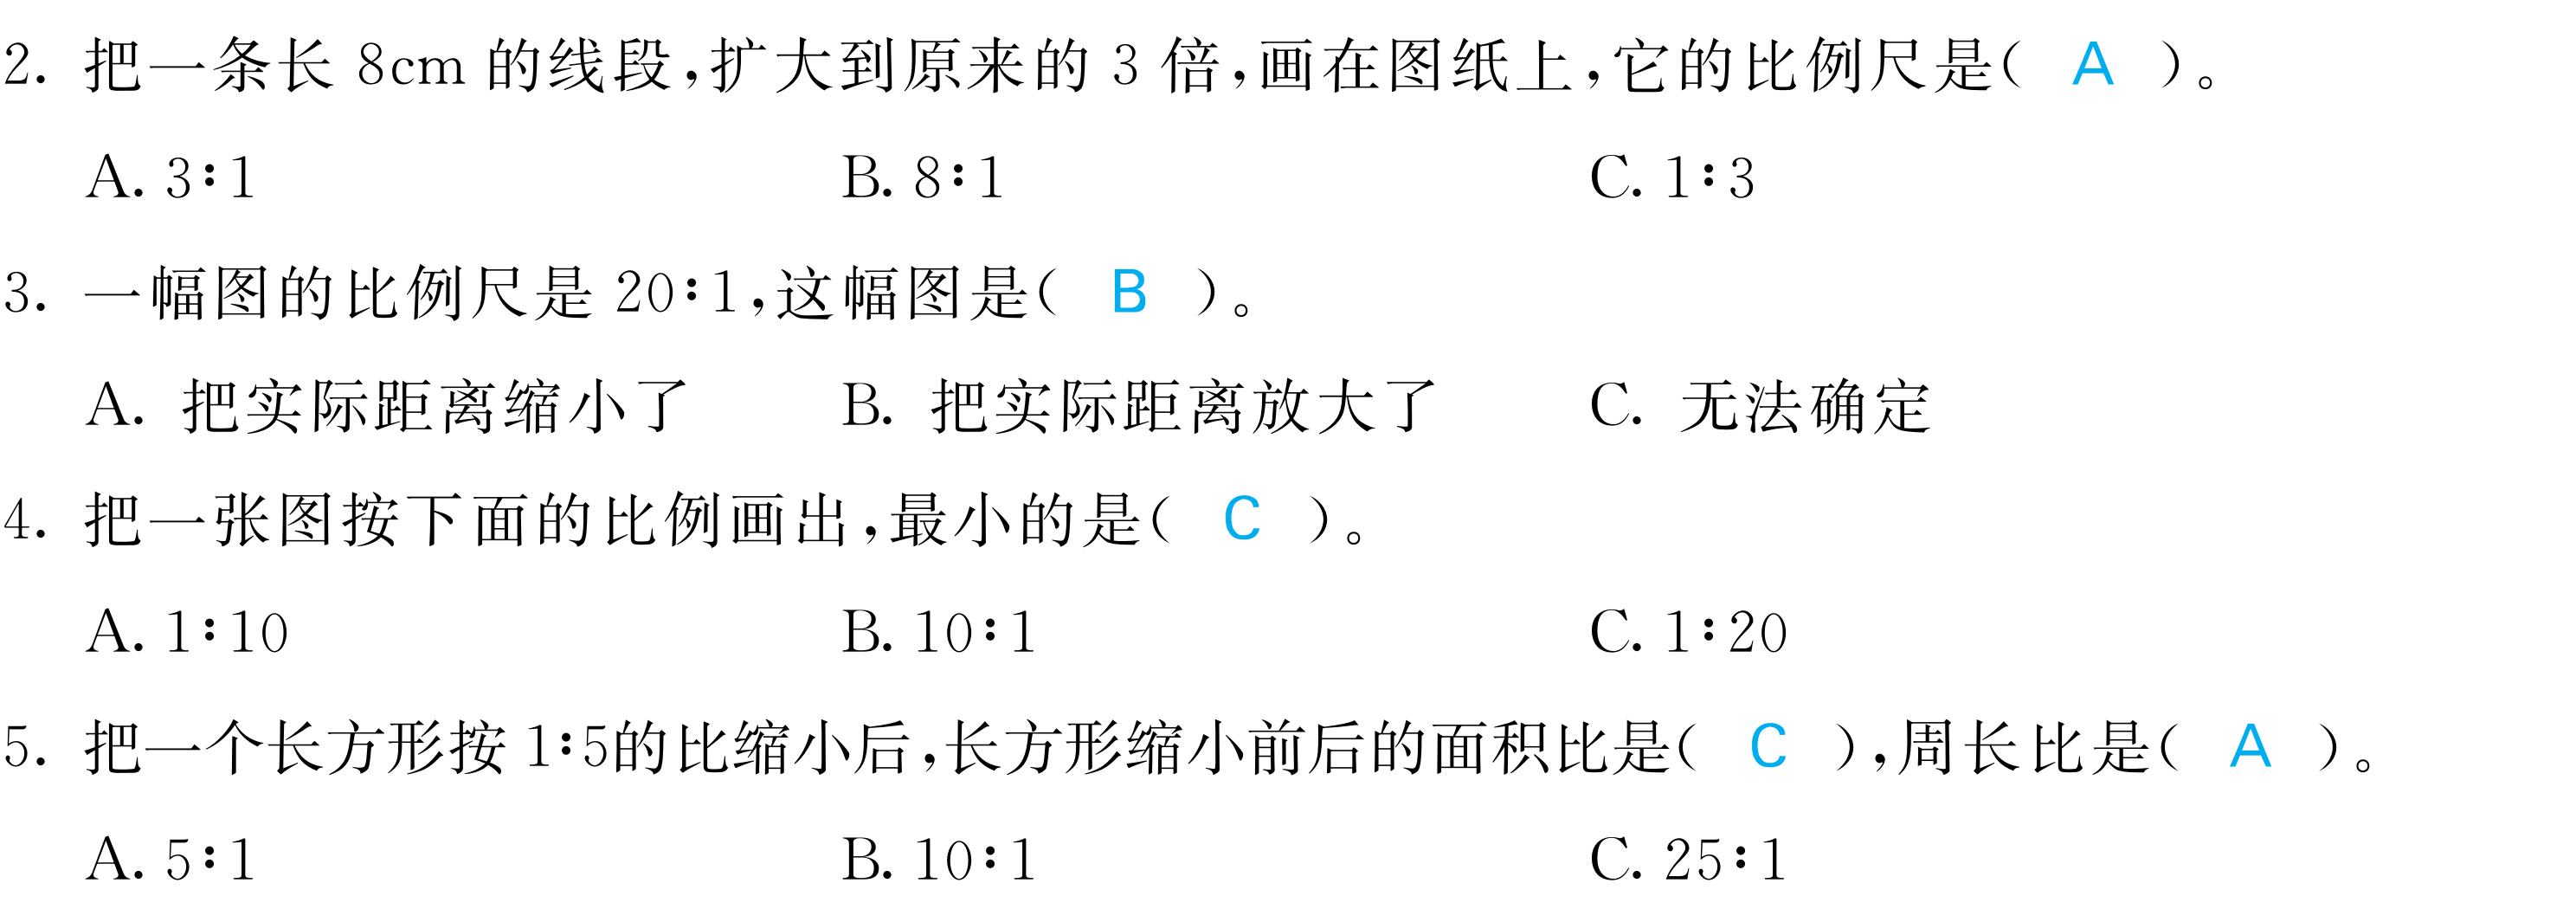 2. 把一条长 8cm 的线段,扩大到原来的 3 倍,画在图纸上,它的比例尺是( A )。
A. 3∶1 B. 8∶1 C. 1∶3
3. 一幅图的比例尺是 20∶1,这幅图是( B )。
A. 把实际距离缩小了 B. 把实际距离放大了 C. 无法确定
4. 把一张图按下面的比例画出,最小的是( C )。
A. 1∶10 B. 10∶1 C. 1∶20
5. 把一个长方形按 1∶5的比缩小后,长方形缩小前后的面积比是( C ),周长比是( A )。
A. 5∶1 B. 10∶1 C. 25∶1